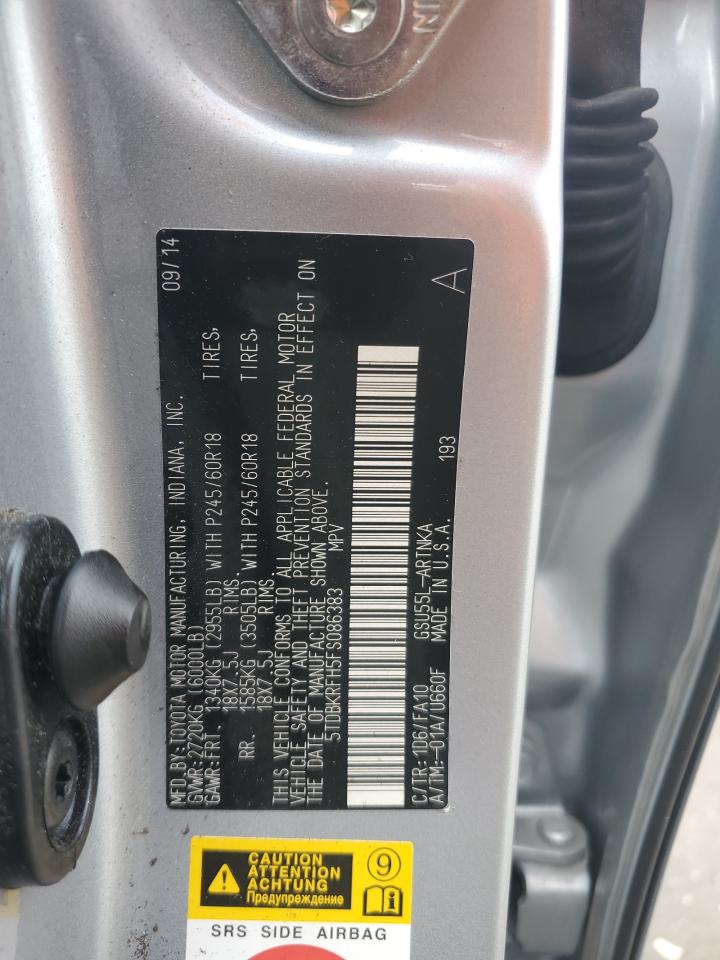 MFD.BY:TOYOTA MOTOR MANUFACTURING, INDIANA, INC. 09/14
GVWR:2720KG (6000LB)
GAWR:FRT. 1340KG (2955LB) WITH P245/60R18 TIRES,
18X7.5J RIMS.
RR. 1585KG (3505LB) WITH P245/60R18 TIRES,
18X7.5J RIMS.
THIS VEHICLE CONFORMS TO ALL APPLICABLE FEDERAL MOTOR
VEHICLE SAFETY AND THEFT PREVENTION STANDARDS IN EFFECT ON
THE DATE OF MANUFACTURE SHOWN ABOVE.
5TDBKRFH5FS086383 MPV
C/TR:1D6/FA10 GSU55L-ARTNKA
A/TM:-01A/U660F MADE IN U.S.A. 193 A
CAUTION
ATTENTION
ACHTUNG
Предупреждение
9
SRS SIDE AIRBAG